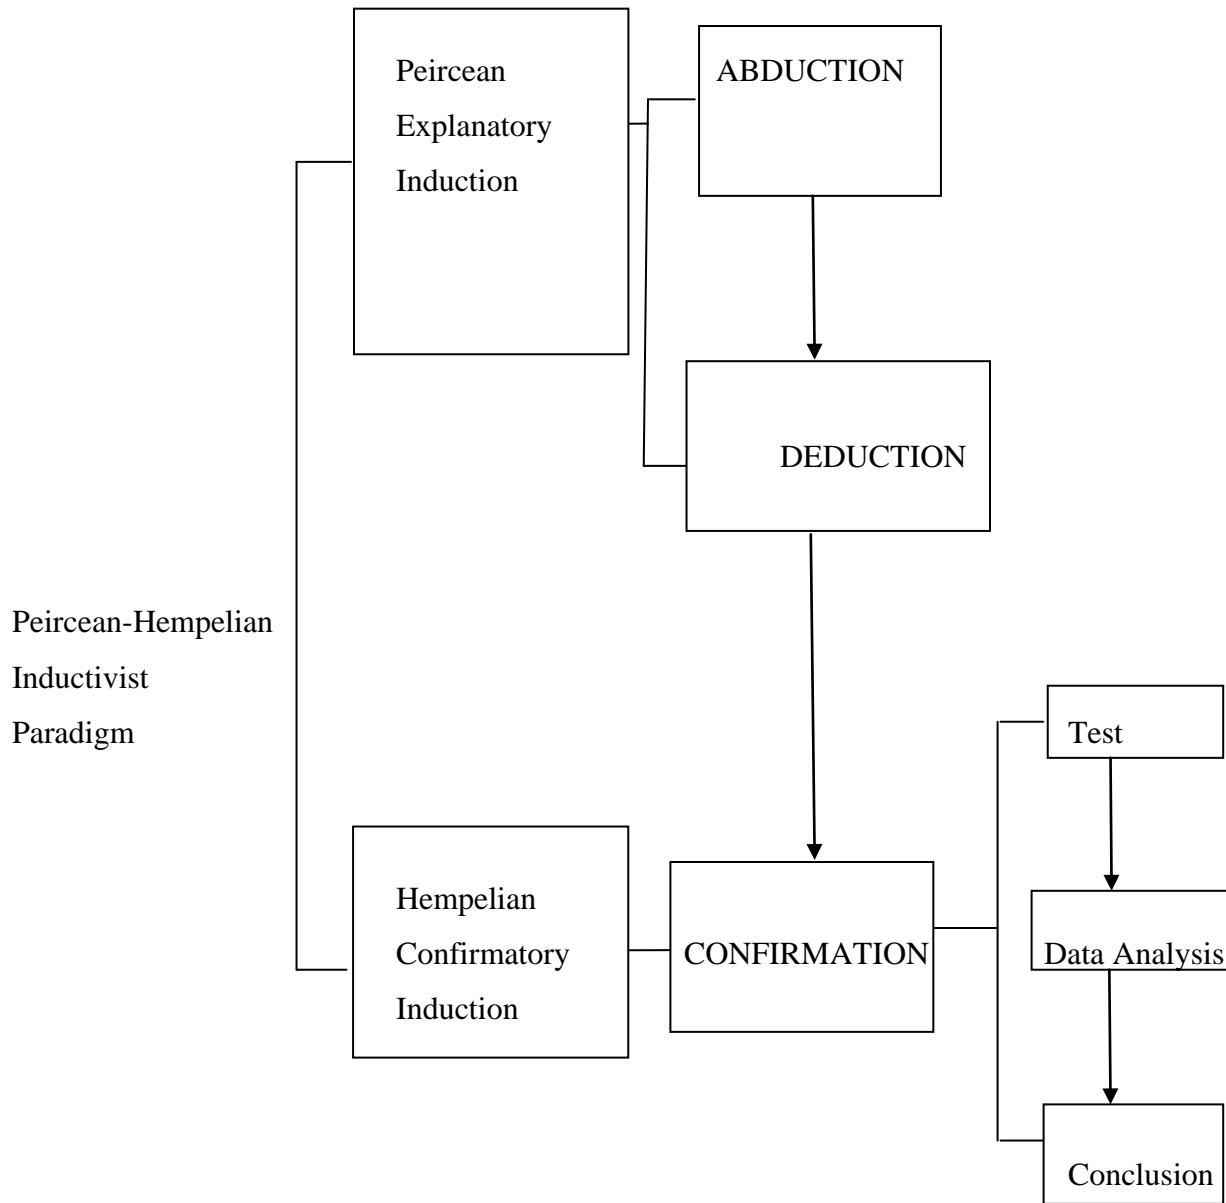 Peircean
Explanatory
Induction
ABDUCTION
DEDUCTION
Peircean-Hempelian
Inductivist
Paradigm
Hempelian
Confirmatory
Induction
CONFIRMATION
Test
Data Analysis
Conclusion